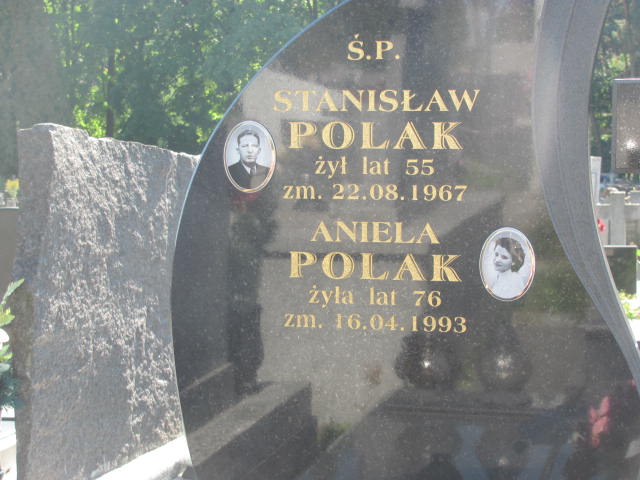 Ś.P.
STANISŁAW
POLAK
żył lat 55
zm. 22.08.1967
ANIELA
POLAK
żyła lat 76
zm. 16.04.1993